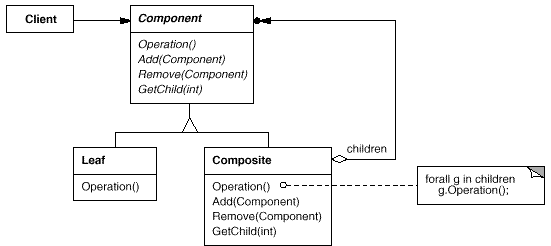 Client
Component
Operation()
Add(Component)
Remove(Component)
GetChild(int)
children
Leaf
Operation()
Composite
Operation()
Add(Component)
Remove(Component)
GetChild(int)
forall g in children
g.Operation();